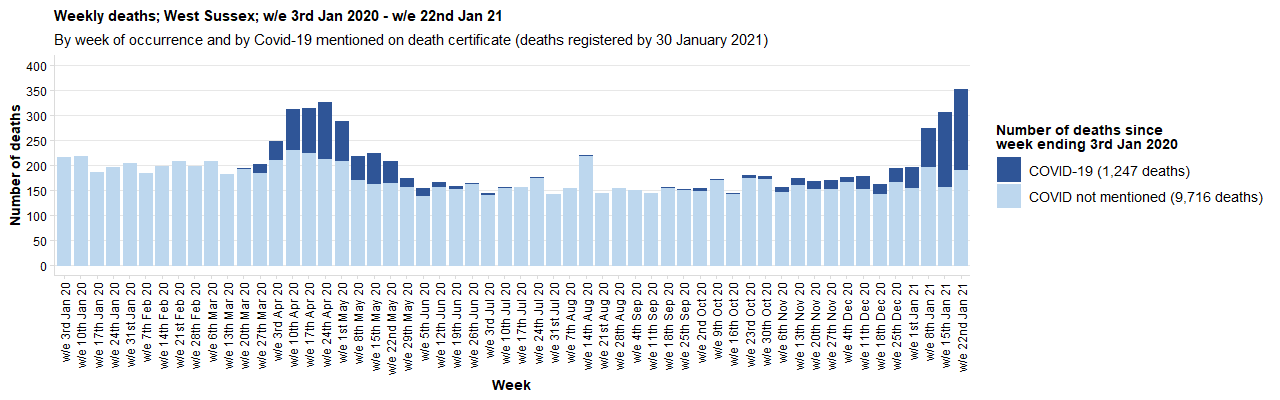 Weekly deaths; West Sussex; w/e 3rd Jan 2020 - w/e 22nd Jan 21
By week of occurrence and by Covid-19 mentioned on death certificate (deaths registered by 30 January 2021)
Number of deaths
400
350
300
250
200
150
100
50
0
w/e 3rd Jan 20
w/e 10th Jan 20
w/e 17th Jan 20
w/e 24th Jan 20
w/e 31st Jan 20
w/e 7th Feb 20
w/e 14th Feb 20
w/e 21st Feb 20
w/e 28th Feb 20
w/e 6th Mar 20
w/e 13th Mar 20
w/e 20th Mar 20
w/e 27th Mar 20
w/e 3rd Apr 20
w/e 10th Apr 20
w/e 17th Apr 20
w/e 24th Apr 20
w/e 1st May 20
w/e 8th May 20
w/e 15th May 20
w/e 22nd May 20
w/e 29th May 20
w/e 5th Jun 20
w/e 12th Jun 20
w/e 19th Jun 20
w/e 26th Jun 20
w/e 3rd Jul 20
w/e 10th Jul 20
w/e 17th Jul 20
w/e 24th Jul 20
w/e 31st Jul 20
w/e 7th Aug 20
w/e 14th Aug 20
w/e 21st Aug 20
w/e 28th Aug 20
w/e 4th Sep 20
w/e 11th Sep 20
w/e 18th Sep 20
w/e 25th Sep 20
w/e 2nd Oct 20
w/e 9th Oct 20
w/e 16th Oct 20
w/e 23rd Oct 20
w/e 30th Oct 20
w/e 6th Nov 20
w/e 13th Nov 20
w/e 20th Nov 20
w/e 27th Nov 20
w/e 4th Dec 20
w/e 11th Dec 20
w/e 18th Dec 20
w/e 25th Dec 20
w/e 1st Jan 21
w/e 8th Jan 21
w/e 15th Jan 21
w/e 22nd Jan 21
Week
Number of deaths since
week ending 3rd Jan 2020
COVID-19 (1,247 deaths)
COVID not mentioned (9,716 deaths)